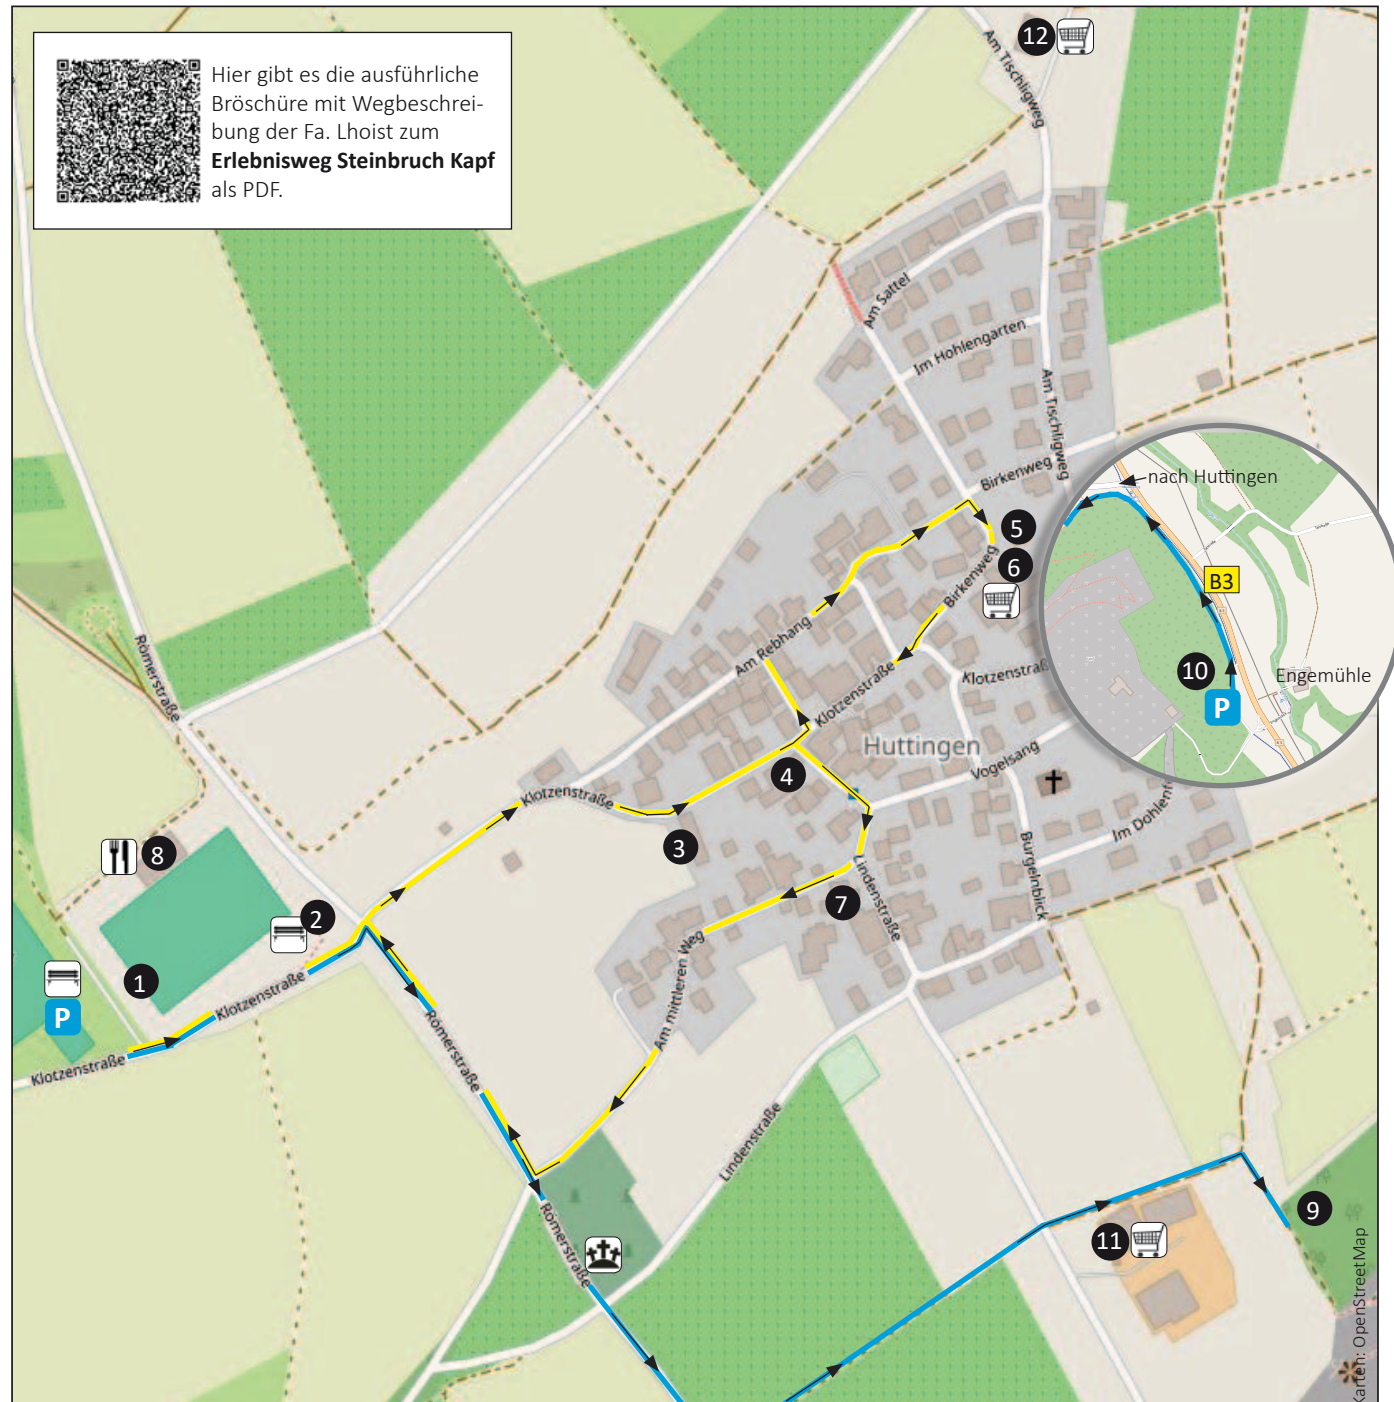 Hier gibt es die ausführliche
Bröschüre mit Wegbeschrei-
bung der Fa. Lhoist zum
Erlebnisweg Steinbruch Kapf
als PDF.
12
Am Tischligweg
Am Sattel
Im Hohlengarten
Am Tischligweg
Birkenweg
nach Huttingen
5
6
Birkenweg
B3
10
P
Engemühle
Römerstraße
Am Rebhang
Klotzenstraße
Klotzenstraß
Huttingen
Vogelsang
4
Klotzenstraße
3
Im Dohlenf
Bürgelnblick
8
7
Lindenstraße
2
1
P
Klotzenstraße
Klotzenstraße
Am mittleren Weg
Römerstraße
Lindenstraße
Römerstraße
9
11
Karten: OpenStreetMap